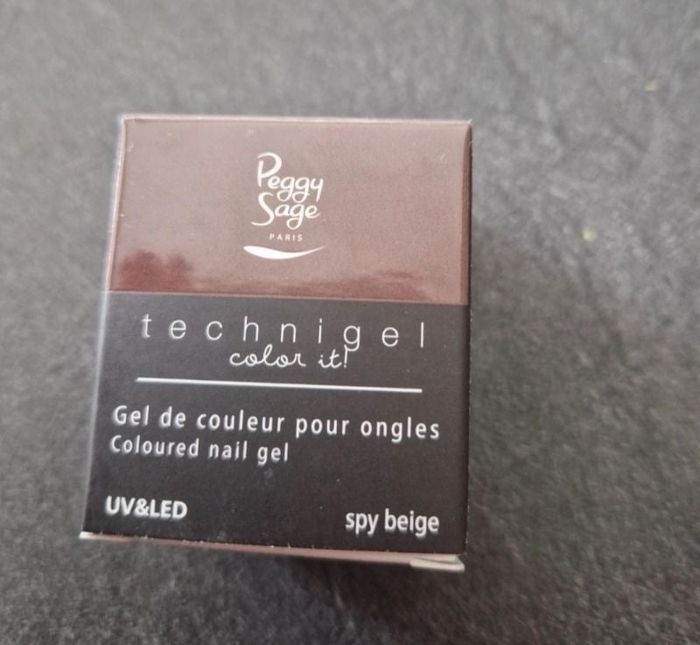 Peggy
Sage
PARIS
technigel
color it!
Gel de couleur pour ongles
Coloured nail gel
UV&LED
spy beige